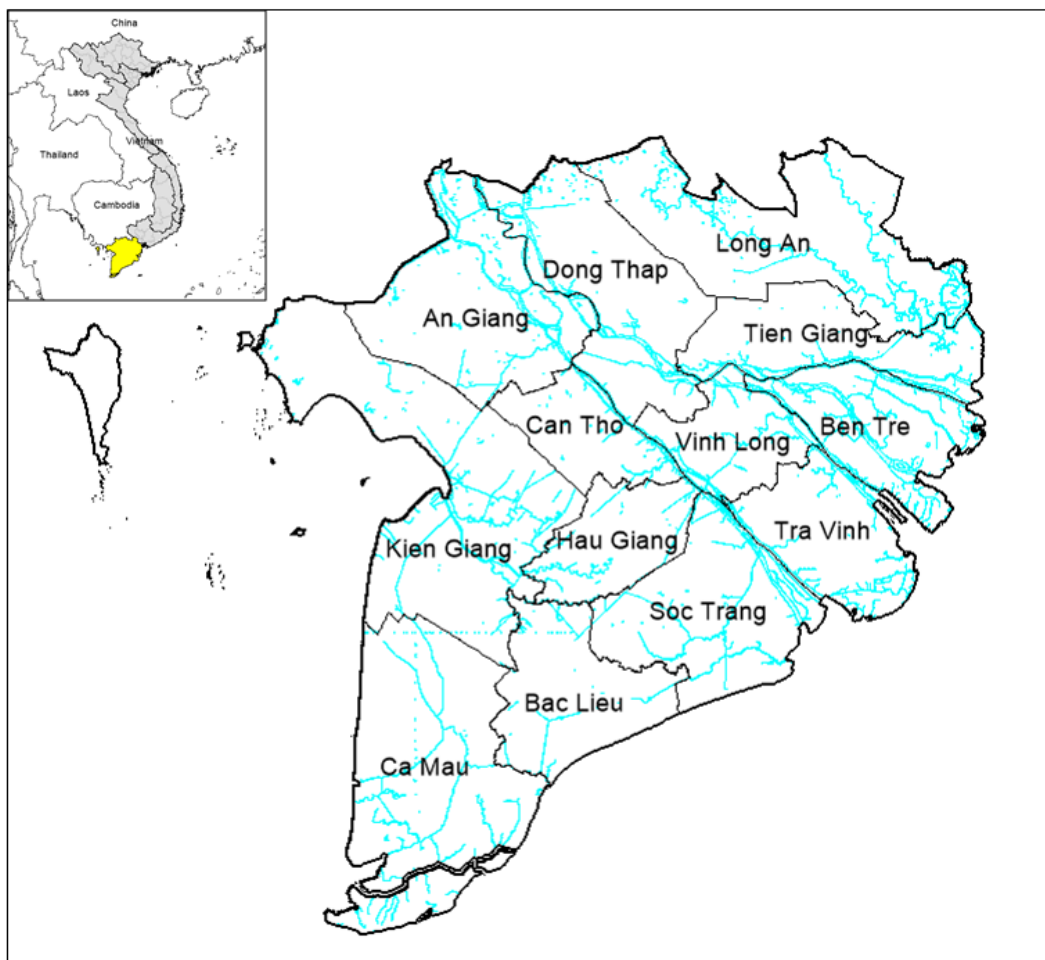 China
Laos
Vietnam
Thailand
Cambodia
Long An
Dong Thap
An Giang
Tien Giang
Can Tho
Vinh Long
Ben Tre
Kien Giang
Hau Giang
Tra Vinh
Soc Trang
Bac Lieu
Ca Mau